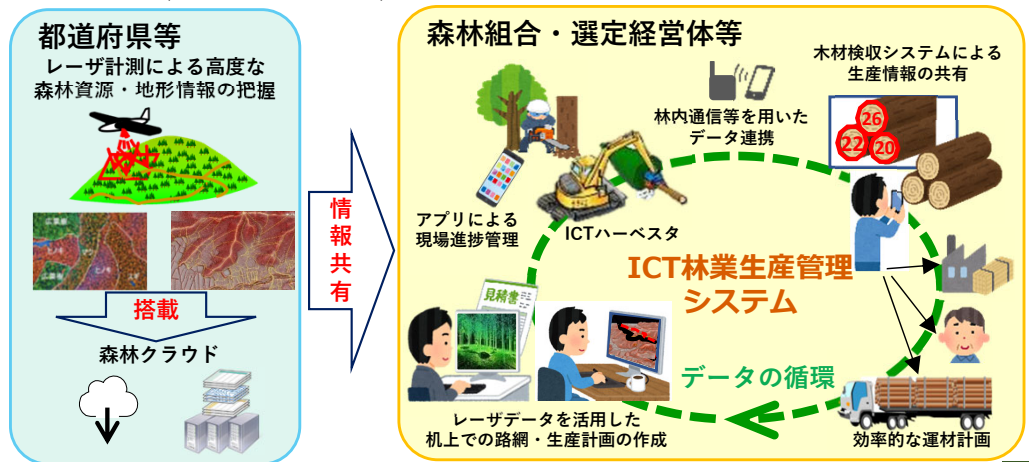 都道府県等
レーザ計測による高度な
森林資源・地形情報の把握
搭載
森林クラウド
情報共有
森林組合・選定経営体等
木材検収システムによる
生産情報の共有
26
22
20
林内通信等を用いた
データ連携
アプリによる
現場進捗管理
ICTハーベスタ
ICT林業生産管理
システム
見積書
データの循環
レーザデータを活用した
机上での路網・生産計画の作成
効率的な運材計画